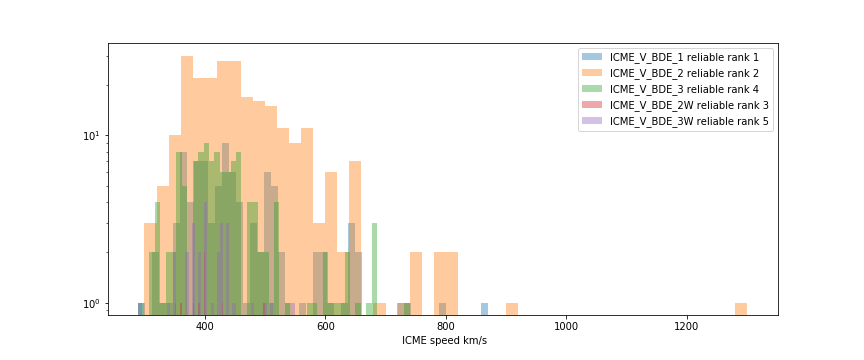 ICME_V_BDE_1 reliable rank 1
ICME_V_BDE_2 reliable rank 2
ICME_V_BDE_3 reliable rank 4
ICME_V_BDE_2W reliable rank 3
ICME_V_BDE_3W reliable rank 5
10¹
10⁰
400 600 800 1000 1200
ICME speed km/s